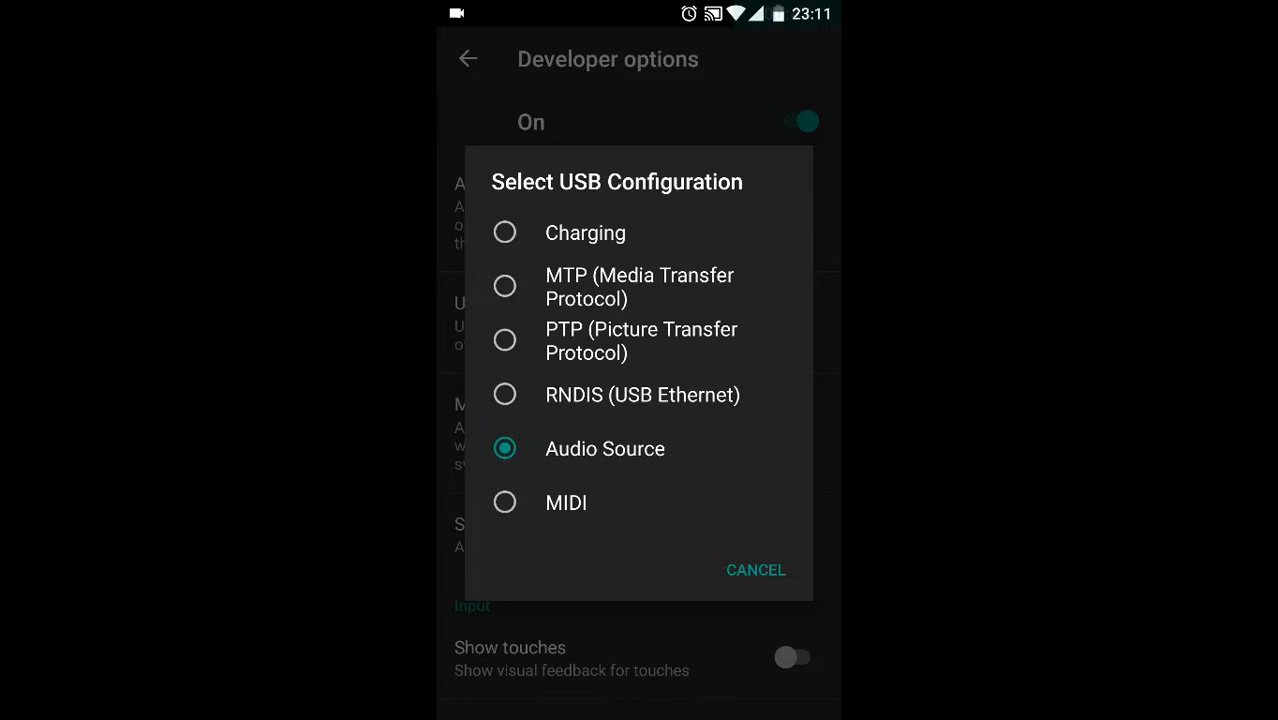 23:11
Developer options
On
Select USB Configuration
Charging
MTP (Media Transfer
Protocol)
PTP (Picture Transfer
Protocol)
RNDIS (USB Ethernet)
Audio Source
MIDI
CANCEL
Input
Show touches
Show visual feedback for touches